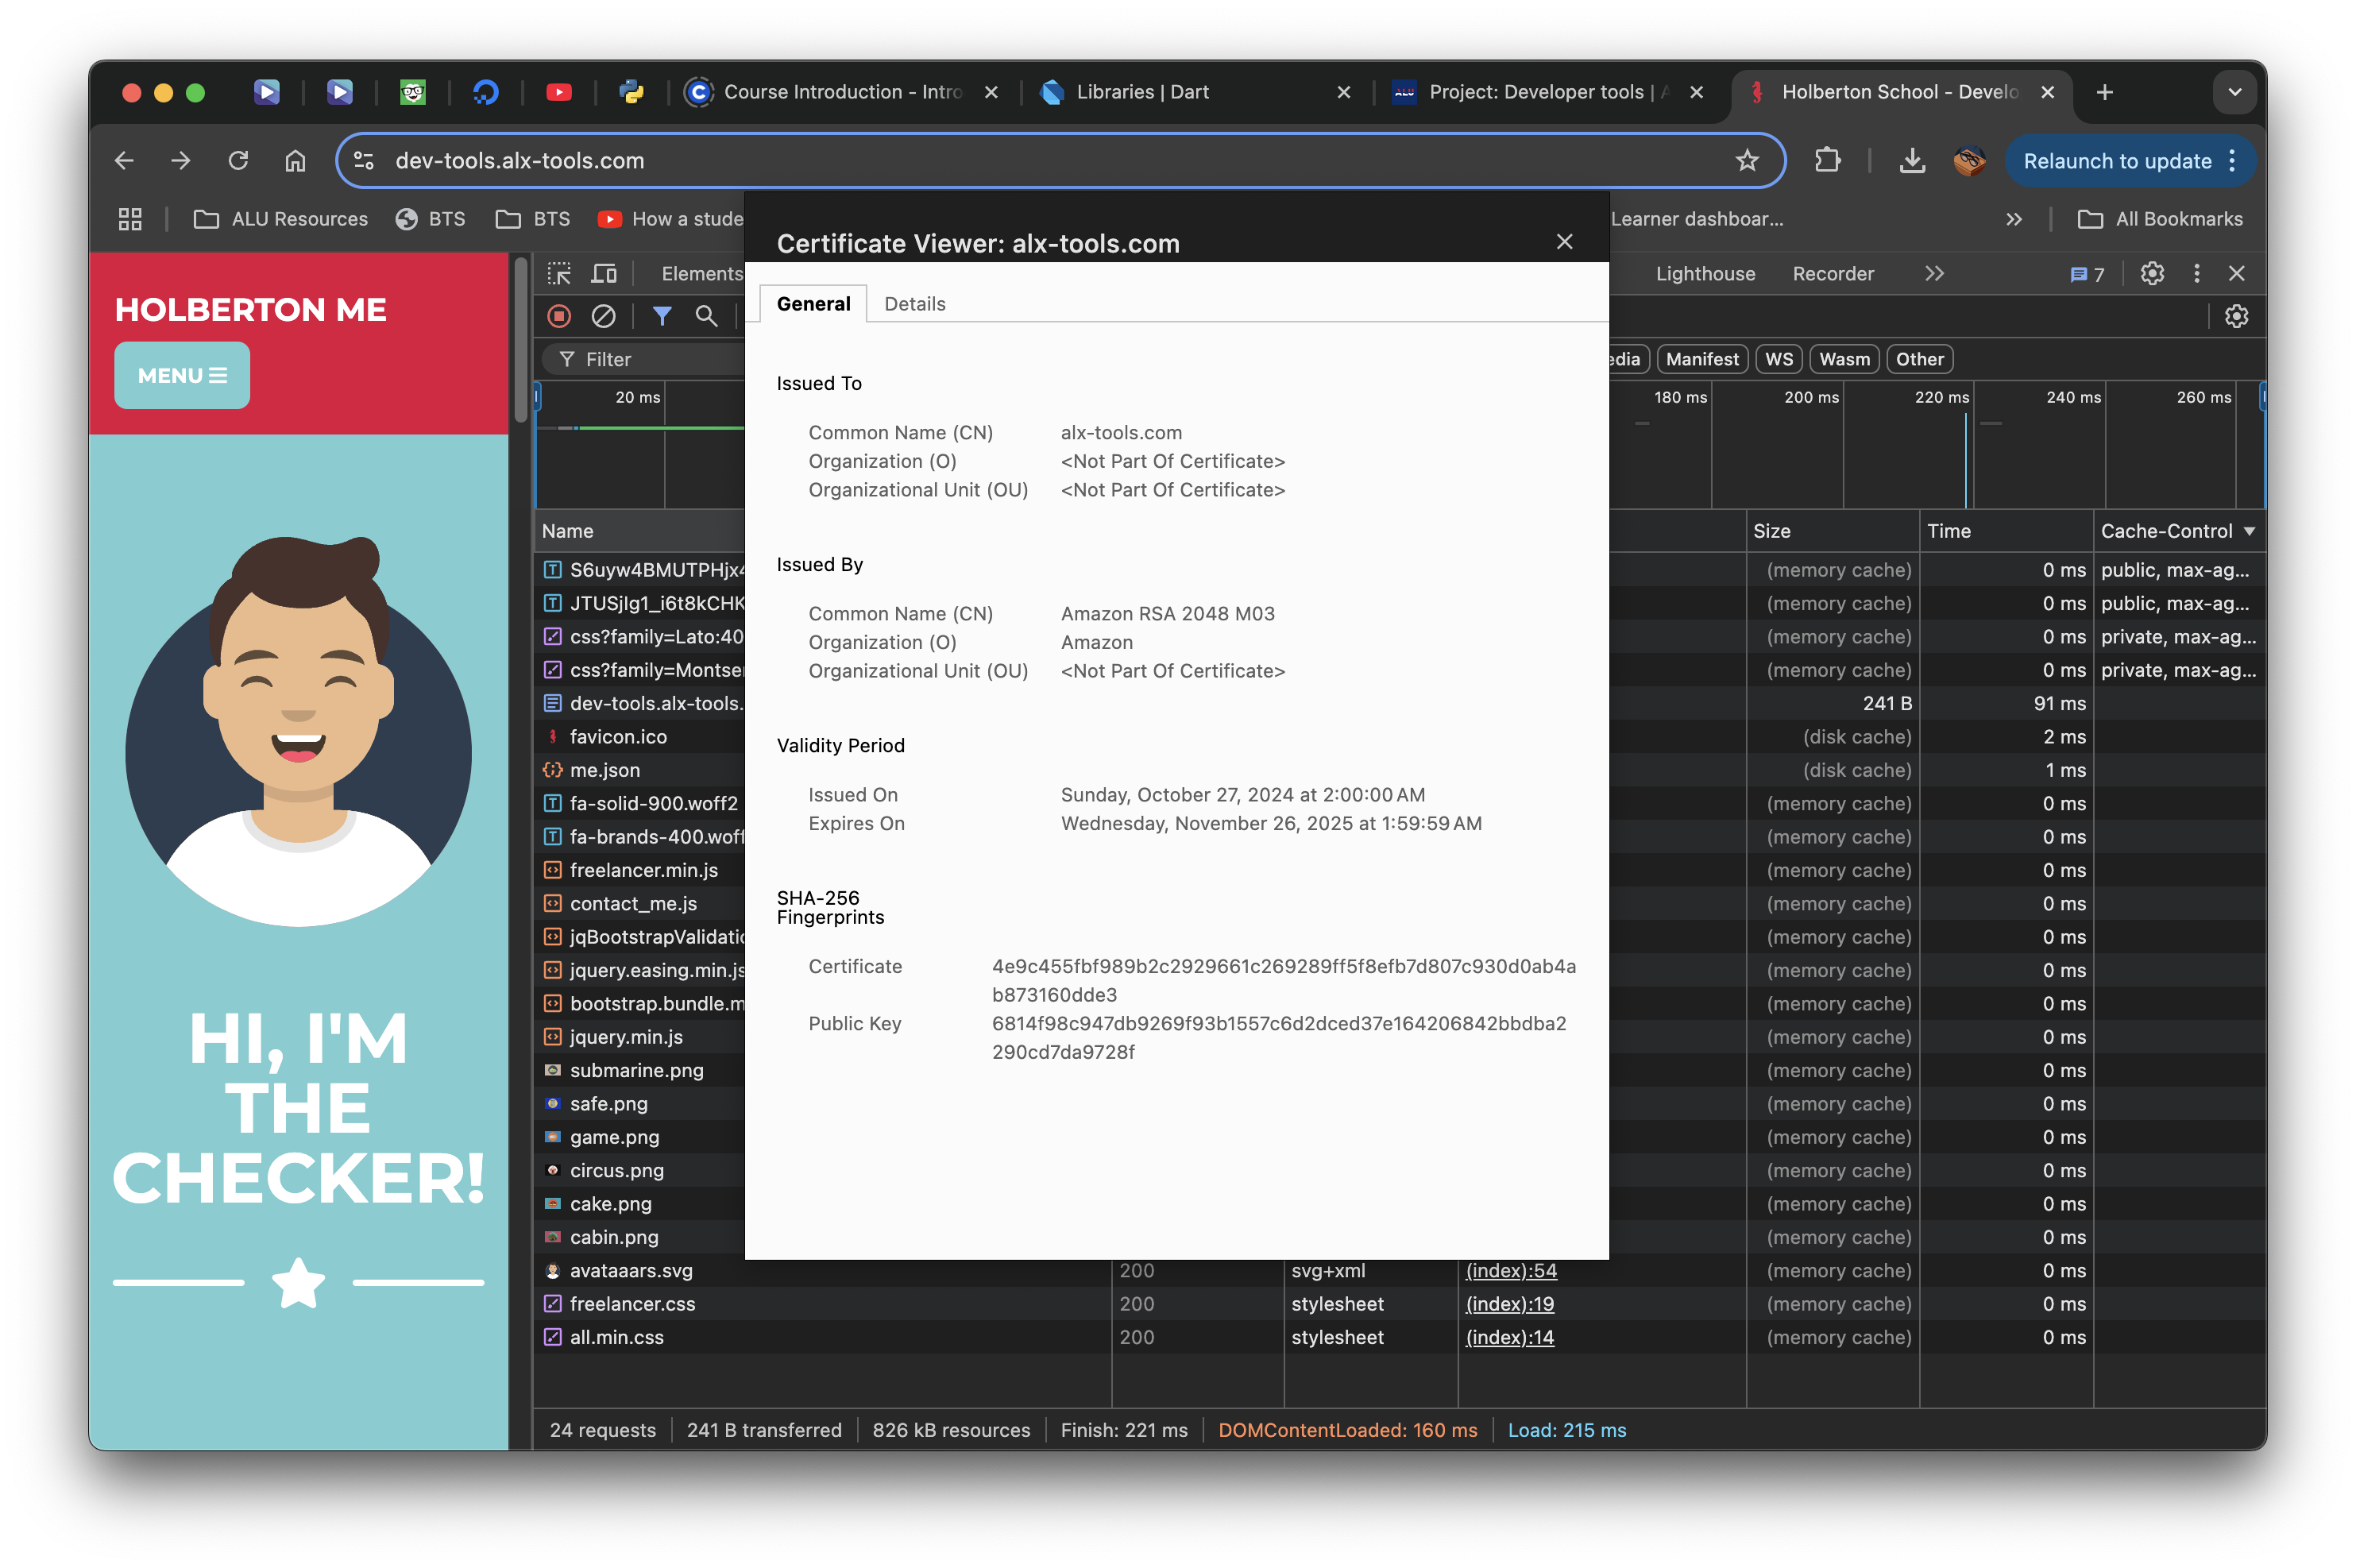 Course Introduction - Intro
Libraries | Dart
Project: Developer tools | A
Holberton School - Develo
dev-tools.alx-tools.com
Relaunch to update
ALU Resources
BTS
BTS
How a stude
Learner dashboar...
All Bookmarks
HOLBERTON ME
MENU
HI, I'M
THE
CHECKER!
Elements
Lighthouse
Recorder
7
Filter
edia
Manifest
WS
Wasm
Other
20 ms
180 ms
200 ms
220 ms
240 ms
260 ms
Certificate Viewer: alx-tools.com
General
Details
Issued To
Common Name (CN) alx-tools.com
Organization (O) <Not Part Of Certificate>
Organizational Unit (OU) <Not Part Of Certificate>
Issued By
Common Name (CN) Amazon RSA 2048 M03
Organization (O) Amazon
Organizational Unit (OU) <Not Part Of Certificate>
Validity Period
Issued On Sunday, October 27, 2024 at 2:00:00 AM
Expires On Wednesday, November 26, 2025 at 1:59:59 AM
SHA-256
Fingerprints
Certificate 4e9c455fbf989b2c2929661c269289ff5f8efb7d807c930d0ab4a
b873160dde3
Public Key 6814f98c947db9269f93b1557c6d2dced37e164206842bbdba2
290cd7da9728f
Name Size Time Cache-Control
S6uyw4BMUTPHjx4 (memory cache) 0 ms public, max-ag...
JTUSjIg1_i6t8kCHK (memory cache) 0 ms public, max-ag...
css?family=Lato:40 (memory cache) 0 ms private, max-ag...
css?family=Montser (memory cache) 0 ms private, max-ag...
dev-tools.alx-tools. 241 B 91 ms
favicon.ico (disk cache) 2 ms
me.json (disk cache) 1 ms
fa-solid-900.woff2 (memory cache) 0 ms
fa-brands-400.woff (memory cache) 0 ms
freelancer.min.js (memory cache) 0 ms
contact_me.js (memory cache) 0 ms
jqBootstrapValidatio (memory cache) 0 ms
jquery.easing.min.js (memory cache) 0 ms
bootstrap.bundle.m (memory cache) 0 ms
jquery.min.js (memory cache) 0 ms
submarine.png (memory cache) 0 ms
safe.png (memory cache) 0 ms
game.png (memory cache) 0 ms
circus.png (memory cache) 0 ms
cake.png (memory cache) 0 ms
cabin.png (memory cache) 0 ms
avataaars.svg 200 svg+xml (index):54 (memory cache) 0 ms
freelancer.css 200 stylesheet (index):19 (memory cache) 0 ms
all.min.css 200 stylesheet (index):14 (memory cache) 0 ms
24 requests 241 B transferred 826 kB resources Finish: 221 ms DOMContentLoaded: 160 ms Load: 215 ms